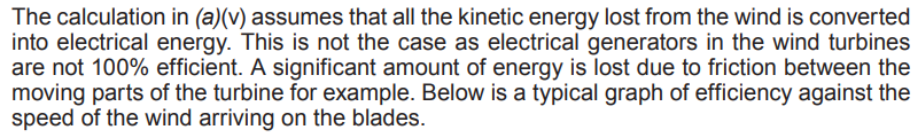 The calculation in (a)(v) assumes that all the kinetic energy lost from the wind is converted
into electrical energy. This is not the case as electrical generators in the wind turbines
are not 100% efficient. A significant amount of energy is lost due to friction between the
moving parts of the turbine for example. Below is a typical graph of efficiency against the
speed of the wind arriving on the blades.